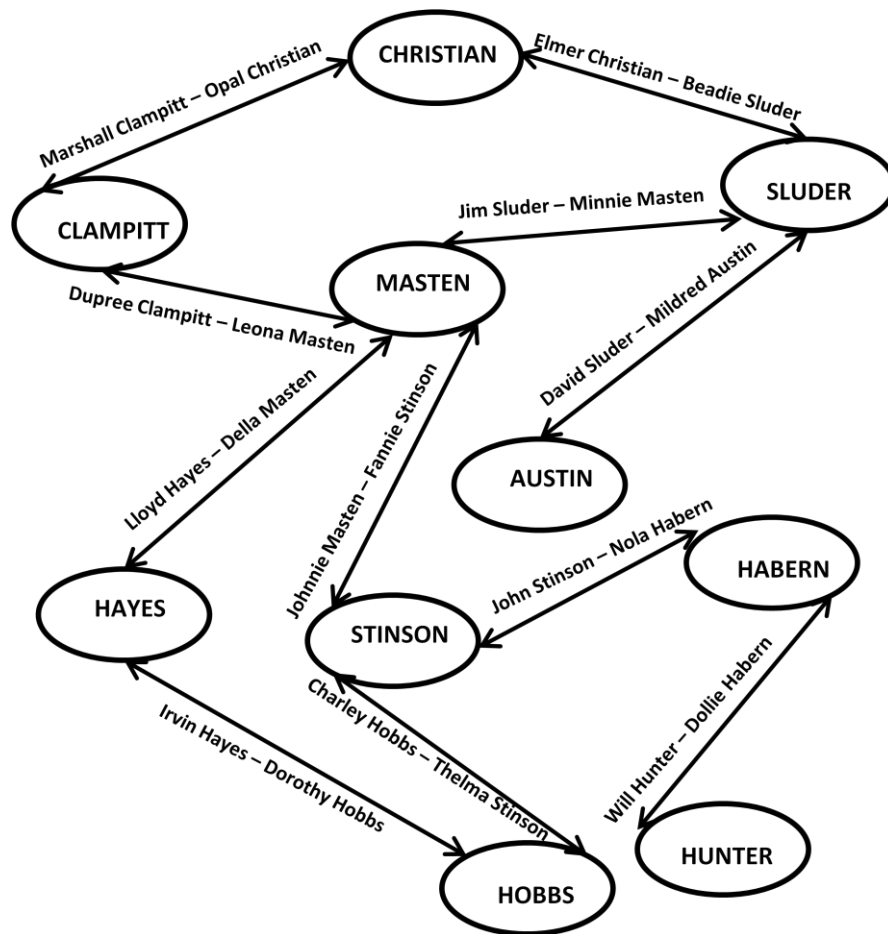 CHRISTIAN
Elmer Christian – Beadie Sluder
Marshall Clampitt – Opal Christian
SLUDER
Jim Sluder – Minnie Masten
CLAMPITT
MASTEN
Dupree Clampitt – Leona Masten
David Sluder – Mildred Austin
Lloyd Hayes – Della Masten
Johnnie Masten – Fannie Stinson
AUSTIN
John Stinson – Nola Habern
HABERN
HAYES
STINSON
Charley Hobbs – Thelma Stinson
Will Hunter – Dollie Habern
Irvin Hayes – Dorothy Hobbs
HUNTER
HOBBS